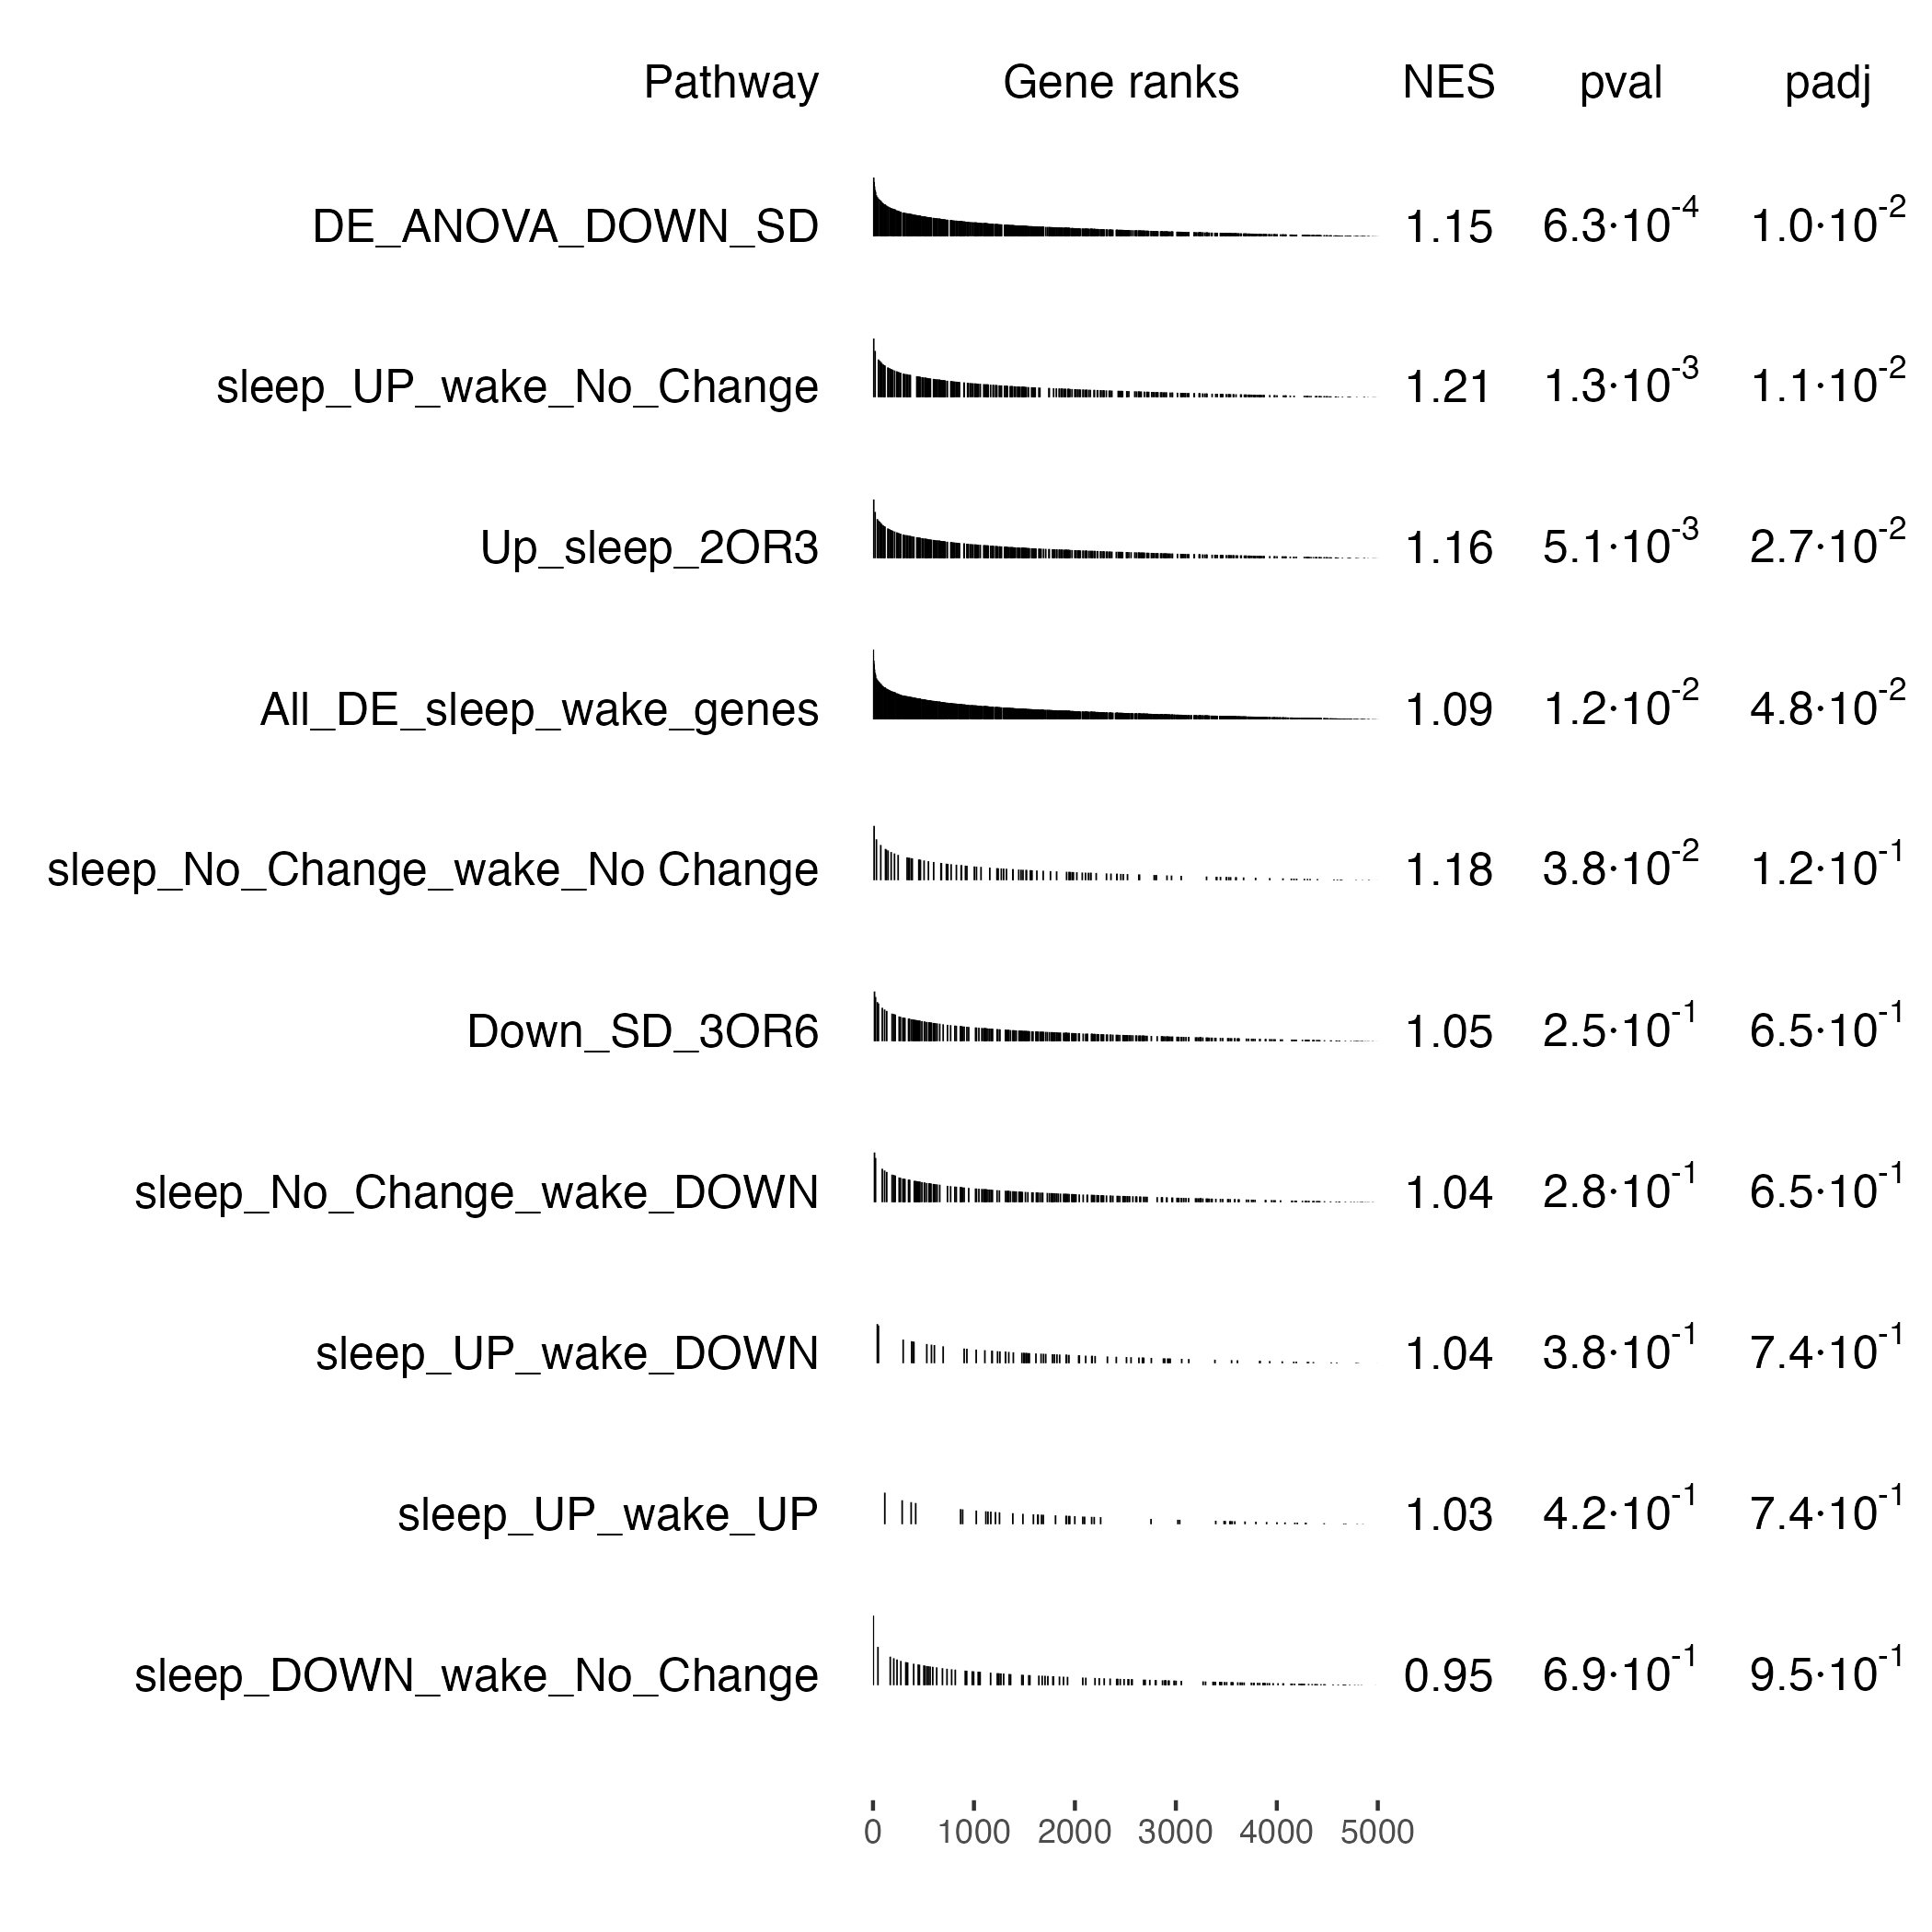 Pathway Gene ranks NES pval padj
DE_ANOVA_DOWN_SD 1.15 6.3·10⁻⁴ 1.0·10⁻²
sleep_UP_wake_No_Change 1.21 1.3·10⁻³ 1.1·10⁻²
Up_sleep_2OR3 1.16 5.1·10⁻³ 2.7·10⁻²
All_DE_sleep_wake_genes 1.09 1.2·10⁻² 4.8·10⁻²
sleep_No_Change_wake_No Change 1.18 3.8·10⁻² 1.2·10⁻¹
Down_SD_3OR6 1.05 2.5·10⁻¹ 6.5·10⁻¹
sleep_No_Change_wake_DOWN 1.04 2.8·10⁻¹ 6.5·10⁻¹
sleep_UP_wake_DOWN 1.04 3.8·10⁻¹ 7.4·10⁻¹
sleep_UP_wake_UP 1.03 4.2·10⁻¹ 7.4·10⁻¹
sleep_DOWN_wake_No_Change 0.95 6.9·10⁻¹ 9.5·10⁻¹
0 1000 2000 3000 4000 5000